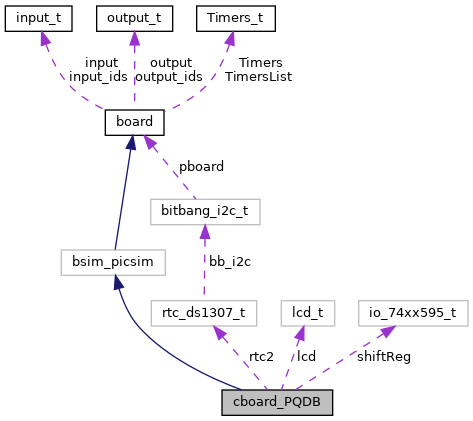 input_t
output_t
Timers_t
input
input_ids
output
output_ids
Timers
TimersList
board
pboard
bitbang_i2c_t
bsim_picsim
bb_i2c
rtc_ds1307_t
lcd_t
io_74xx595_t
rtc2
lcd
shiftReg
cboard_PQDB